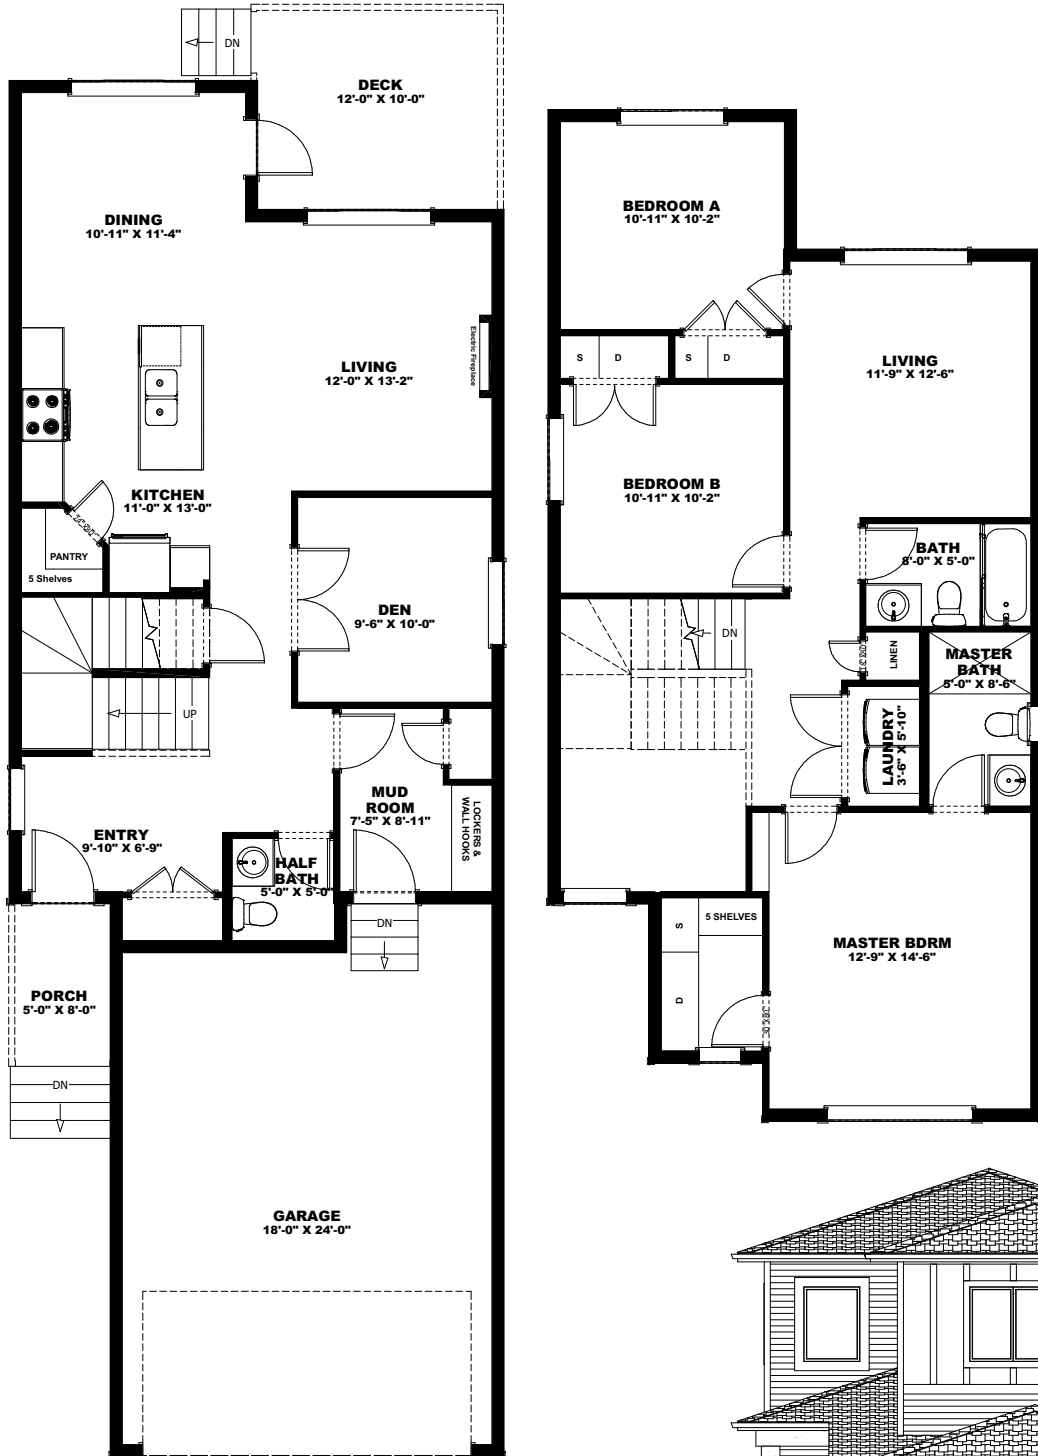 DN
DECK
12'-0" X 10'-0"
DINING
10'-11" X 11'-4"
Electric Fireplace
LIVING
12'-0" X 13'-2"
KITCHEN
11'-0" X 13'-0"
PANTRY
5 Shelves
DEN
9'-6" X 10'-0"
UP
MUD
ROOM
7'-5" X 8'-11"
LOCKERS &
WALL HOOKS
ENTRY
9'-10" X 6'-9"
HALF
BATH
5'-0" X 5'-0"
DN
PORCH
5'-0" X 8'-0"
DN
GARAGE
18'-0" X 24'-0"
BEDROOM A
10'-11" X 10'-2"
S D
S D
LIVING
11'-9" X 12'-6"
BEDROOM B
10'-11" X 10'-2"
BATH
8'-0" X 5'-0"
DN
LINEN
MASTER
BATH
5'-0" X 8'-6"
LAUNDRY
3'-6" X 5'-10"
S
5 SHELVES
D
MASTER BDRM
12'-9" X 14'-6"